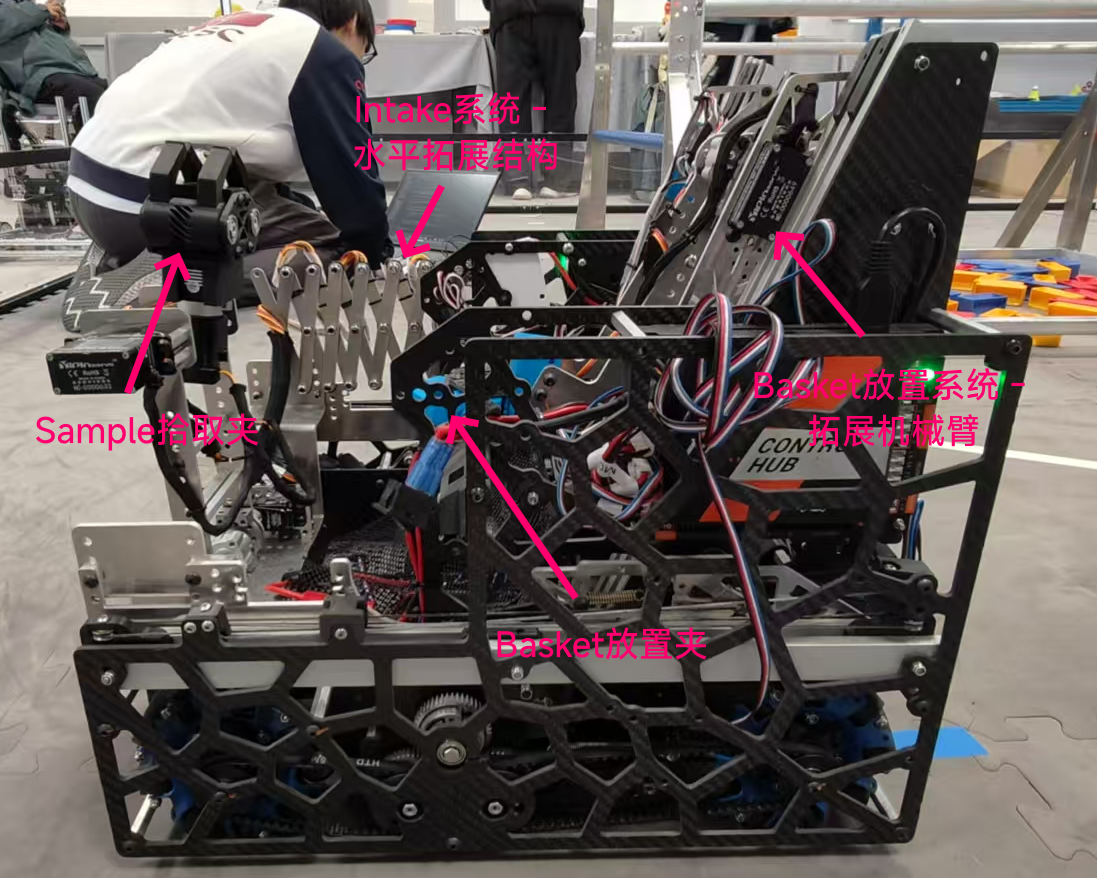 Intake系统 -
水平拓展结构
Sample拾取夹
Basket放置系统 -
拓展机械臂
CONTRO
HUB
Basket放置夹
HTD